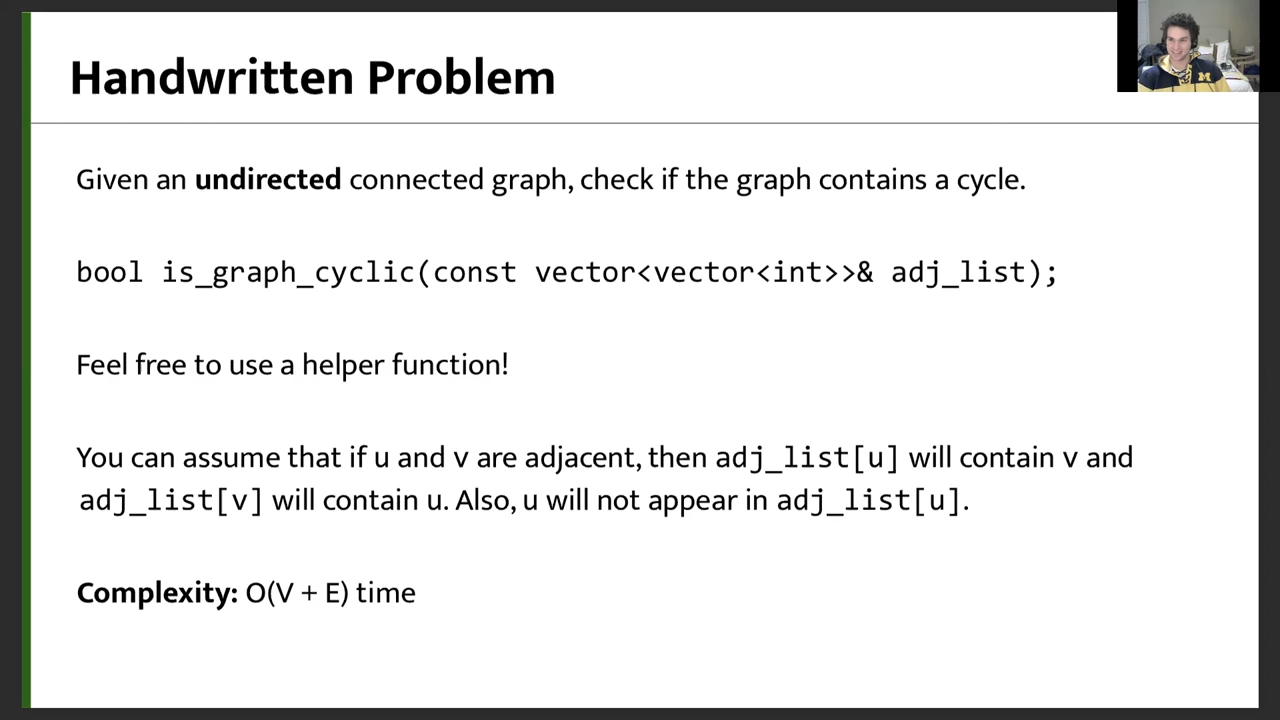 Handwritten Problem
M
Given an undirected connected graph, check if the graph contains a cycle.
bool is_graph_cyclic(const vector<vector<int>>& adj_list);
Feel free to use a helper function!
You can assume that if u and v are adjacent, then adj_list[u] will contain v and
adj_list[v] will contain u. Also, u will not appear in adj_list[u].
Complexity: O(V + E) time